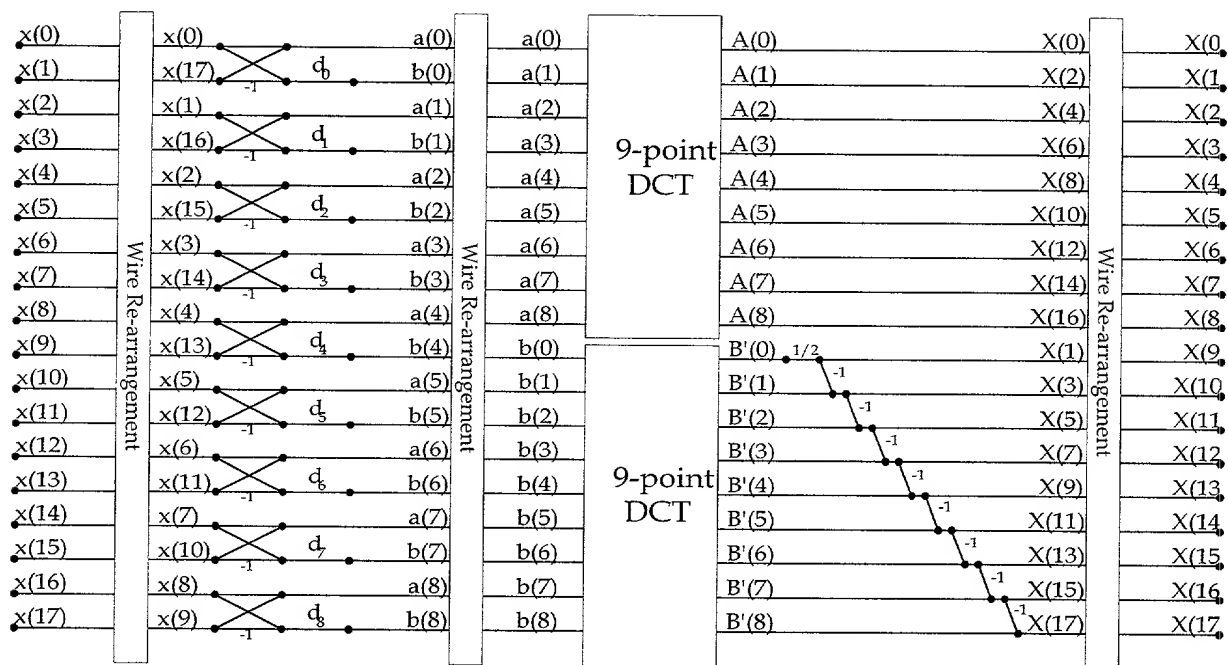 x(0) x(0) a(0) a(0) A(0) X(0) X(0
x(1) x(17) -1 d₀ b(0) a(1) A(1) X(2) X(1
x(2) x(1) a(1) a(2) A(2) X(4) X(2
x(3) x(16) -1 d₁ b(1) a(3) A(3) X(6) X(3
x(4) x(2) a(2) a(4) A(4) X(8) X(4
x(5) x(15) -1 d₂ b(2) a(5) A(5) X(10) X(5
x(6) x(3) a(3) a(6) A(6) X(12) X(6
x(7) x(14) -1 d₃ b(3) a(7) A(7) X(14) X(7
x(8) x(4) a(4) a(8) A(8) X(16) X(8
x(9) x(13) -1 d₄ b(4) b(0) B'(0) 1/2 X(1) X(9
x(10) x(5) a(5) b(1) B'(1) -1 X(3) X(10
x(11) x(12) -1 d₅ b(5) b(2) B'(2) -1 X(5) X(11
x(12) x(6) a(6) b(3) B'(3) -1 X(7) X(12
x(13) x(11) -1 d₆ b(6) b(4) B'(4) -1 X(9) X(13
x(14) x(7) a(7) b(5) B'(5) -1 X(11) X(14
x(15) x(10) -1 d₇ b(7) b(6) B'(6) -1 X(13) X(15
x(16) x(8) a(8) b(7) B'(7) -1 X(15) X(16
x(17) x(9) -1 d₈ b(8) b(8) B'(8) -1 X(17) X(17
Wire Re-arrangement
Wire Re-arrangement
9-point
DCT
9-point
DCT
Wire Re-arrangement